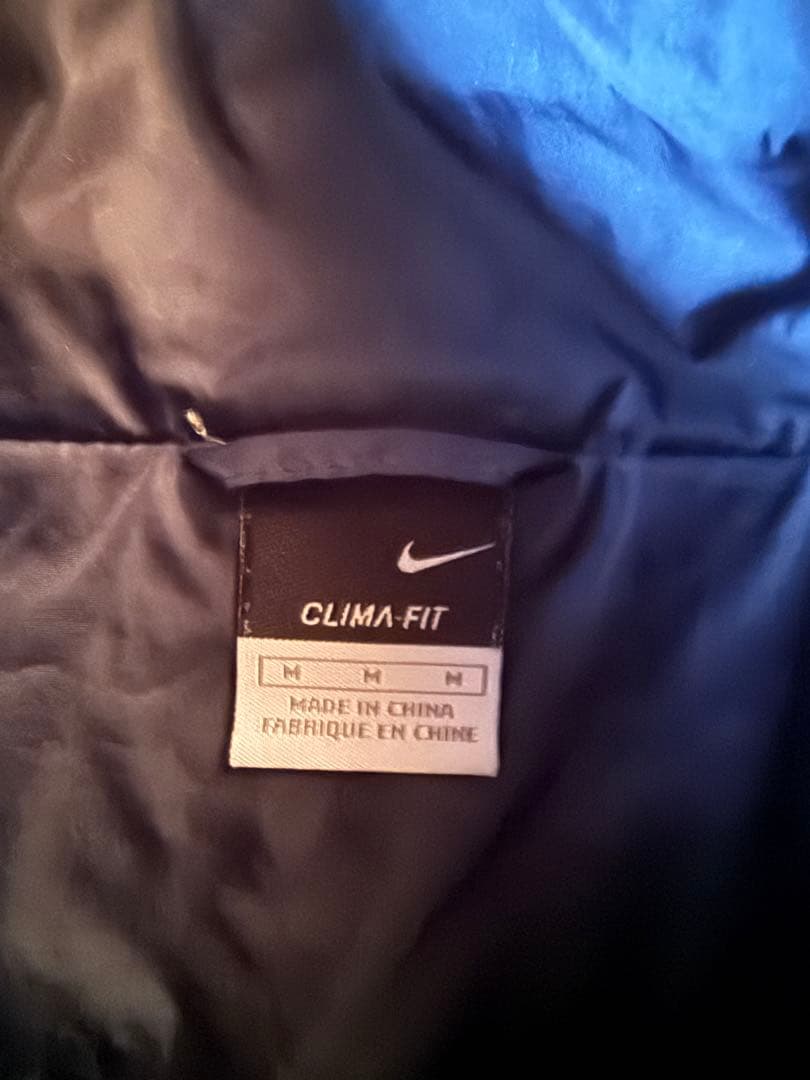 CLIMA-FIT
M M M
MADE IN CHINA
FABRIQUE EN CHINE